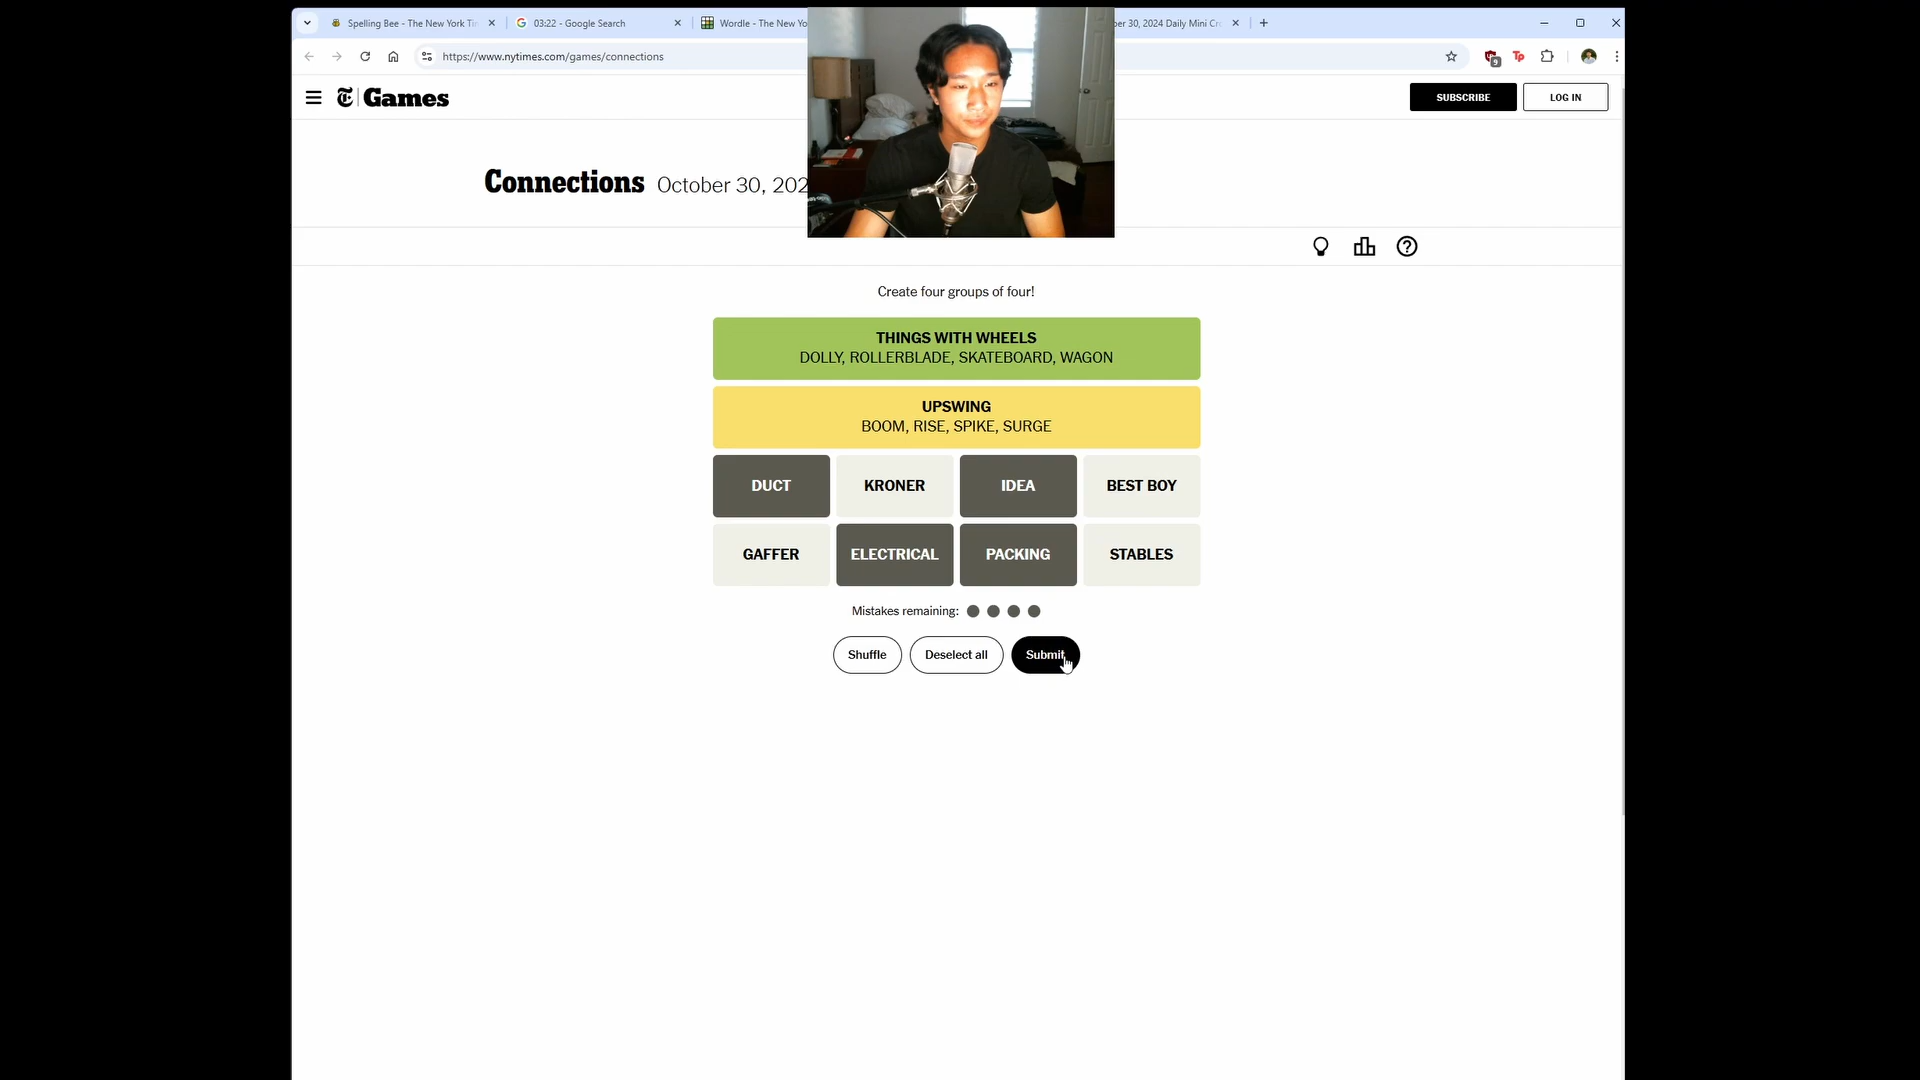 Spelling Bee - The New York Ti
03:22 - Google Search
Wordle - The New Yo
ber 30, 2024 Daily Mini Cr
https://www.nytimes.com/games/connections
9
Tp
Games
SUBSCRIBE
LOG IN
Connections October 30, 202
Create four groups of four!
THINGS WITH WHEELS
DOLLY, ROLLERBLADE, SKATEBOARD, WAGON
UPSWING
BOOM, RISE, SPIKE, SURGE
DUCT KRONER IDEA BEST BOY
GAFFER ELECTRICAL PACKING STABLES
Mistakes remaining:
Shuffle Deselect all Submit